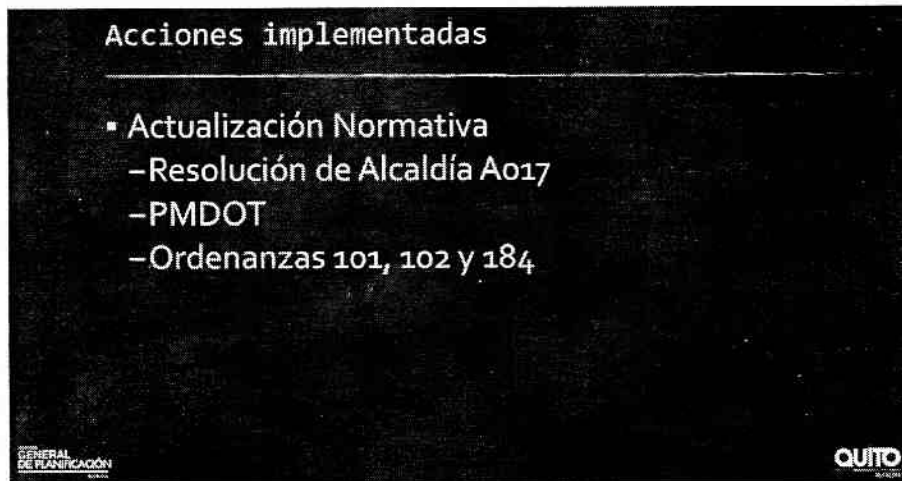 Acciones implementadas
▪ Actualización Normativa
–Resolución de Alcaldía A017
–PMDOT
–Ordenanzas 101, 102 y 184
GENERAL
DE PLANIFICACIÓN
QUITO